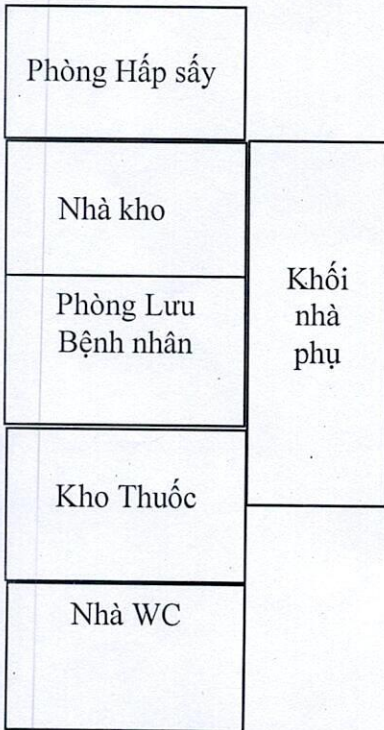 Phòng Hấp sấy
Nhà kho
Phòng Lưu
Bệnh nhân
Kho Thuốc
Nhà WC
Khối
nhà
phụ